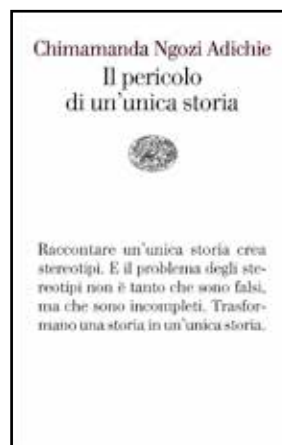 Chimamanda Ngozi Adichie
Il pericolo
di un'unica storia
Raccontare un'unica storia crea
stereotipi. E il problema degli ste-
reotipi non è tanto che sono falsi,
ma che sono incompleti. Trasfor-
mano una storia in un'unica storia.